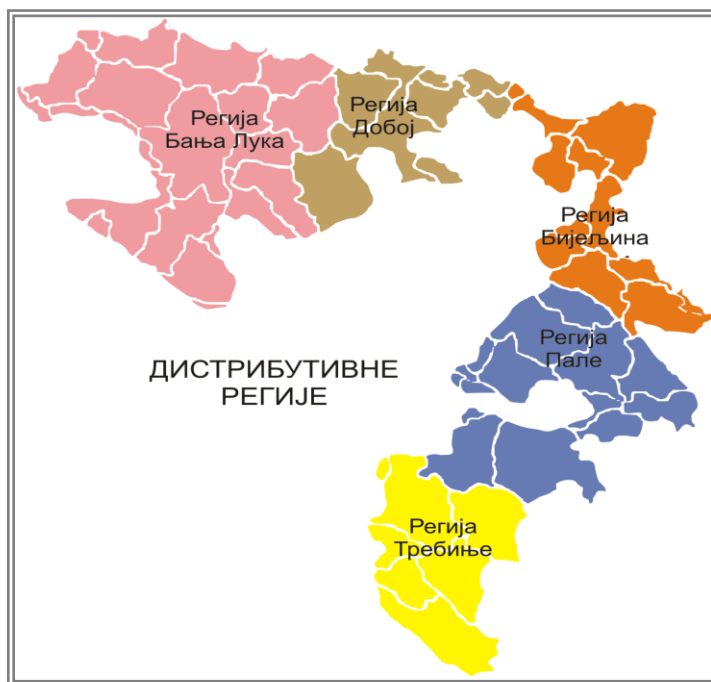 Регија
Бања Лука
Регија
Добој
Регија
Бијељина
Регија
Пале
ДИСТРИБУТИВНЕ
РЕГИЈЕ
Регија
Требиње